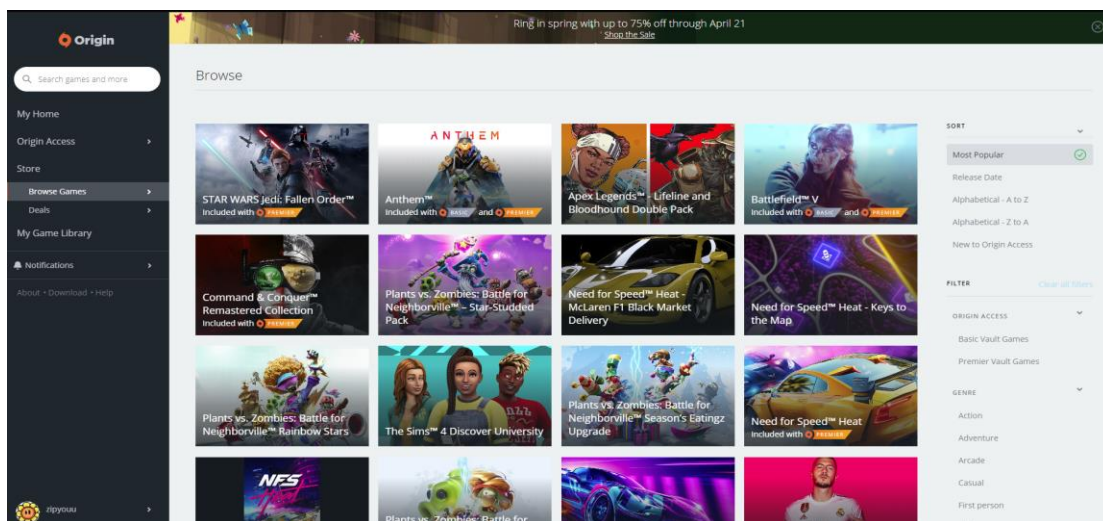 Ring in spring with up to 75% off through April 21
Shop the Sale
Origin
Search games and more
My Home
Origin Access
Store
Browse Games
Deals
My Game Library
Notifications
About • Download • Help
zipyouu
Browse
STAR WARS Jedi: Fallen Order™
Included with PREMIER
ANTHEM
Anthem™
Included with BASIC and PREMIER
Apex Legends™ - Lifeline and
Bloodhound Double Pack
Battlefield™ V
Included with BASIC and PREMIER
Command & Conquer™
Remastered Collection
Included with PREMIER
Plants vs. Zombies: Battle for
Neighborville™ – Star-Studded
Pack
Need for Speed™ Heat -
McLaren F1 Black Market
Delivery
Need for Speed™ Heat - Keys to
the Map
Plants vs. Zombies: Battle for
Neighborville™ Rainbow Stars
The Sims™ 4 Discover University
Plants vs. Zombies: Battle for
Neighborville™ Season's Eatingz
Upgrade
Need for Speed™ Heat
Included with PREMIER
NFS
Plants vs. Zombies: Battle for
SORT
Most Popular
Release Date
Alphabetical - A to Z
Alphabetical - Z to A
New to Origin Access
FILTER
Clear all filters
ORIGIN ACCESS
Basic Vault Games
Premier Vault Games
GENRE
Action
Adventure
Arcade
Casual
First person